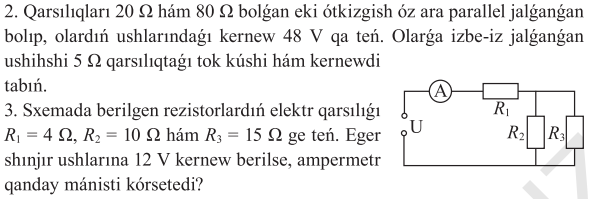 2. Qarsılıqları 20 Ω hám 80 Ω bolǵan eki ótkizgish óz ara parallel jalǵanǵan
bolıp, olardıń ushlarındaǵı kernew 48 V qa teń. Olarǵa izbe-iz jalǵanǵan
ushihshi 5 Ω qarsılıqtaǵı tok kúshi hám kernewdi
tabıń.
3. Sxemada berilgen rezistorlardıń elektr qarsılıǵı
R₁ = 4 Ω, R₂ = 10 Ω hám R₃ = 15 Ω ge teń. Eger
shınjır ushlarına 12 V kernew berilse, ampermetr
qanday mánisti kórsetedi?
A
R₁
U
R₂ R₃